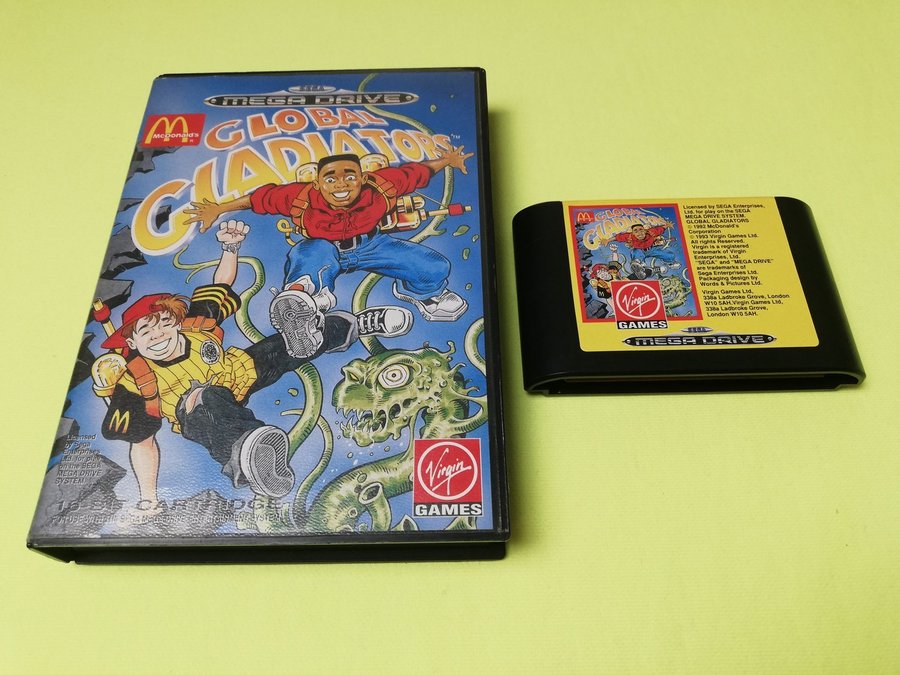 SEGA
MEGA DRIVE
McDonald's
GLOBAL
GLADIATORS™
Licensed
by Sega
Enterprises
Ltd. for play
on the SEGA
MEGA DRIVE
SYSTEM.
16-BIT CARTRIDGE
Virgin
GAMES
GLOBAL
GLADIATORS
Virgin
GAMES
Licensed by SEGA Enterprises,
Ltd. for play on the SEGA
MEGA DRIVE SYSTEM.
GLOBAL GLADIATORS
© 1992 McDonald's
Corporation
© 1993 Virgin Games Ltd.
All rights Reserved.
Virgin is a registered
trademark of Virgin
Enterprises, Ltd.
"SEGA" and "MEGA DRIVE"
are trademarks of
Sega Enterprises Ltd.
Packaging design by
Words & Pictures Ltd.
Virgin Games Ltd,
338a Ladbroke Grove, London
W10 5AH.Virgin Games Ltd,
338a Ladbroke Grove,
London W10 5AH.
SEGA
MEGA DRIVE